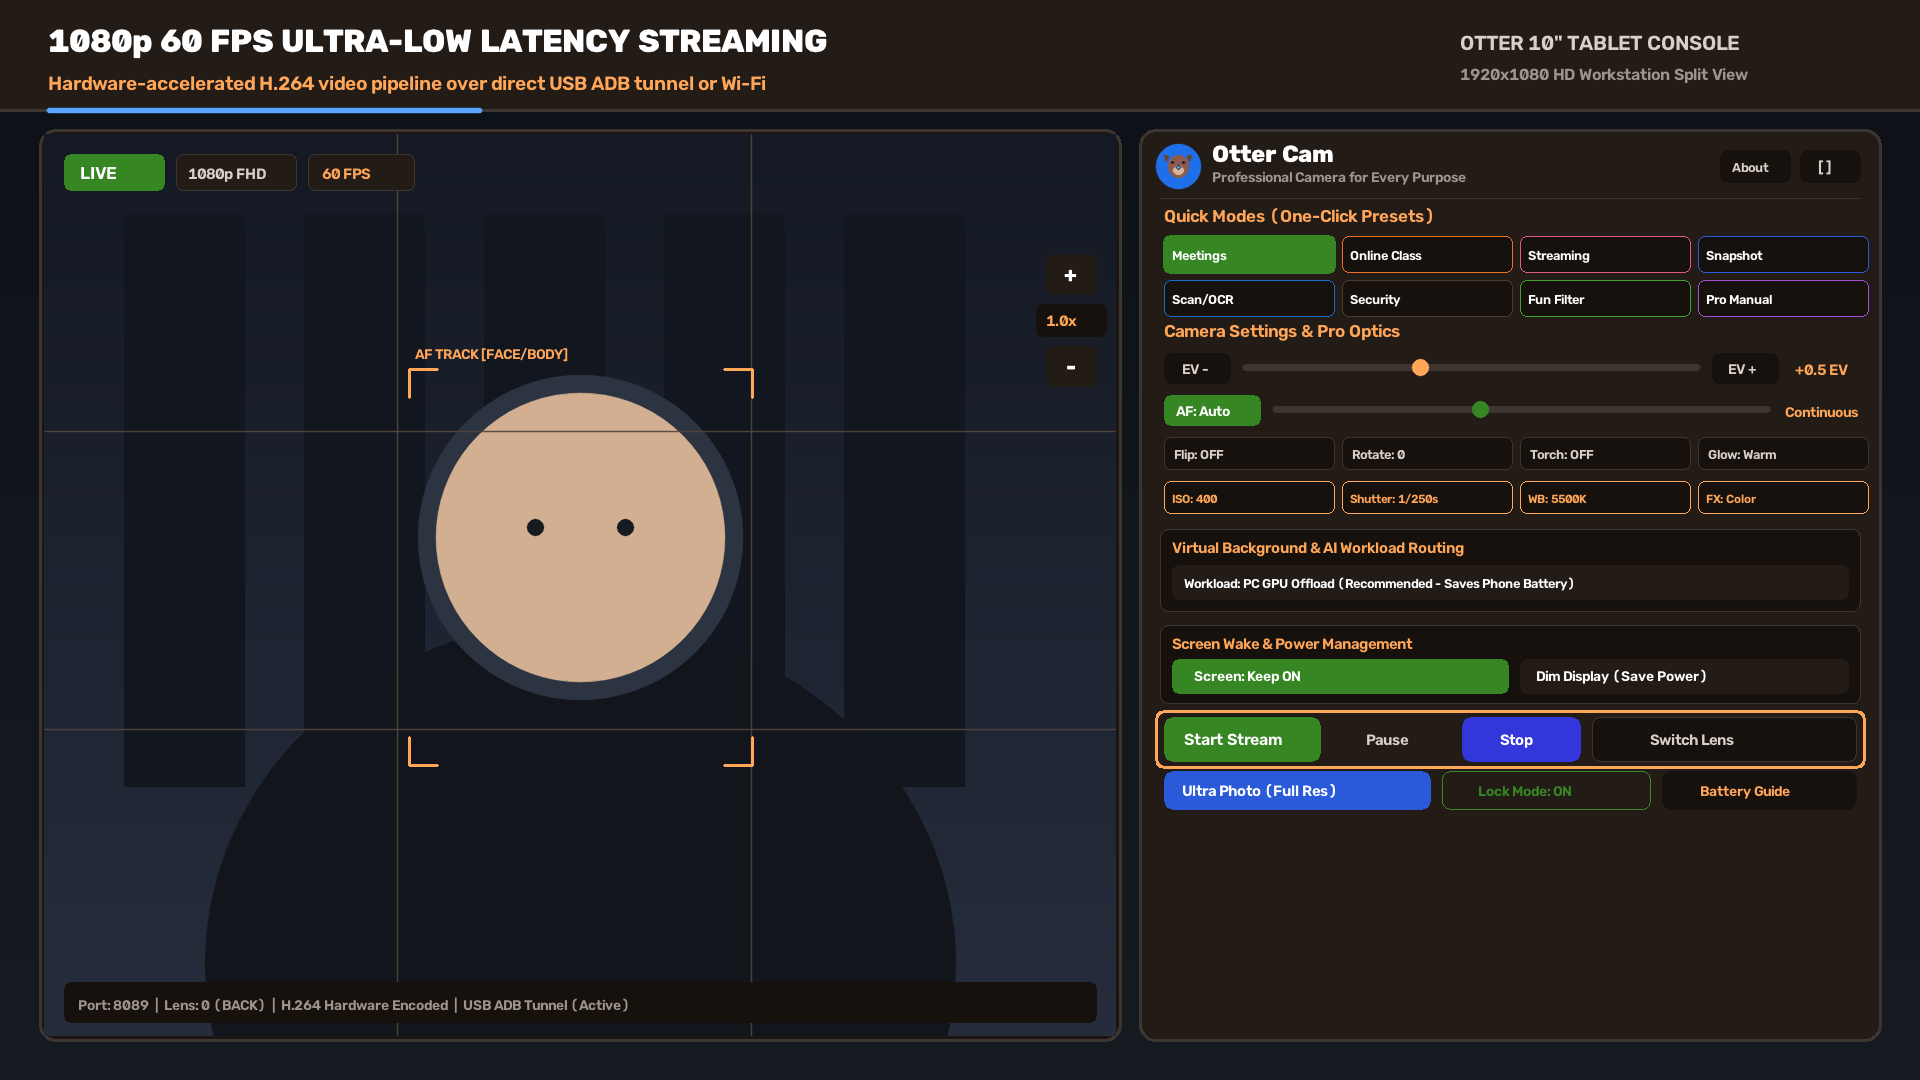 1080p 60 FPS ULTRA-LOW LATENCY STREAMING
Hardware-accelerated H.264 video pipeline over direct USB ADB tunnel or Wi-Fi
OTTER 10" TABLET CONSOLE
1920x1080 HD Workstation Split View
LIVE
1080p FHD
60 FPS
+
1.0x
-
AF TRACK [FACE/BODY]
Port: 8089 | Lens: 0 (BACK) | H.264 Hardware Encoded | USB ADB Tunnel (Active)
Otter Cam
Professional Camera for Every Purpose
About
[ ]
Quick Modes (One-Click Presets)
Meetings
Online Class
Streaming
Snapshot
Scan/OCR
Security
Fun Filter
Pro Manual
Camera Settings & Pro Optics
EV -
EV +
+0.5 EV
AF: Auto
Continuous
Flip: OFF
Rotate: 0
Torch: OFF
Glow: Warm
ISO: 400
Shutter: 1/250s
WB: 5500K
FX: Color
Virtual Background & AI Workload Routing
Workload: PC GPU Offload (Recommended - Saves Phone Battery)
Screen Wake & Power Management
Screen: Keep ON
Dim Display (Save Power)
Start Stream
Pause
Stop
Switch Lens
Ultra Photo (Full Res)
Lock Mode: ON
Battery Guide